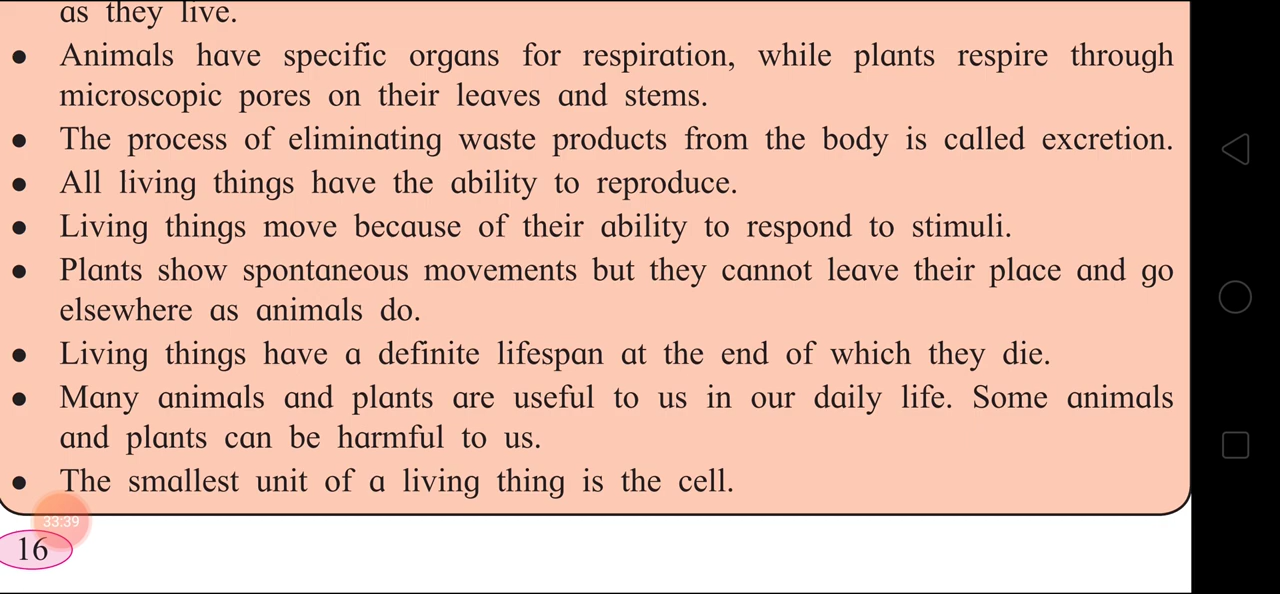 as they live.
● Animals have specific organs for respiration, while plants respire through
microscopic pores on their leaves and stems.
● The process of eliminating waste products from the body is called excretion.
● All living things have the ability to reproduce.
● Living things move because of their ability to respond to stimuli.
● Plants show spontaneous movements but they cannot leave their place and go
elsewhere as animals do.
● Living things have a definite lifespan at the end of which they die.
● Many animals and plants are useful to us in our daily life. Some animals
and plants can be harmful to us.
● The smallest unit of a living thing is the cell.
33:39
16